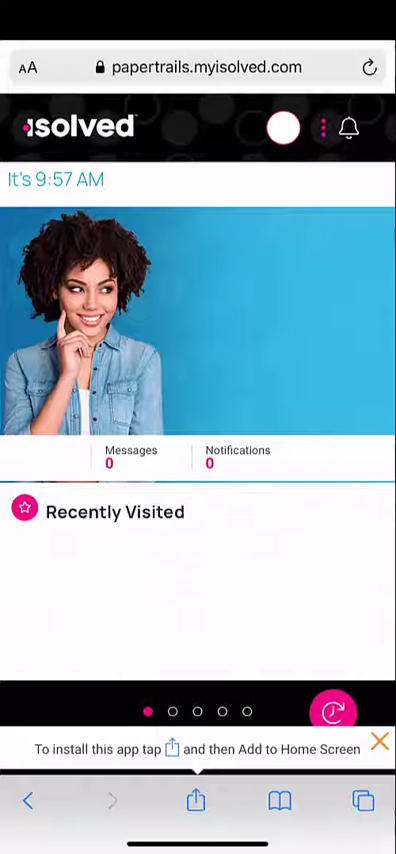 AA papertrails.myisolved.com
isolved
It's 9:57 AM
Messages Notifications
0 0
Recently Visited
To install this app tap and then Add to Home Screen